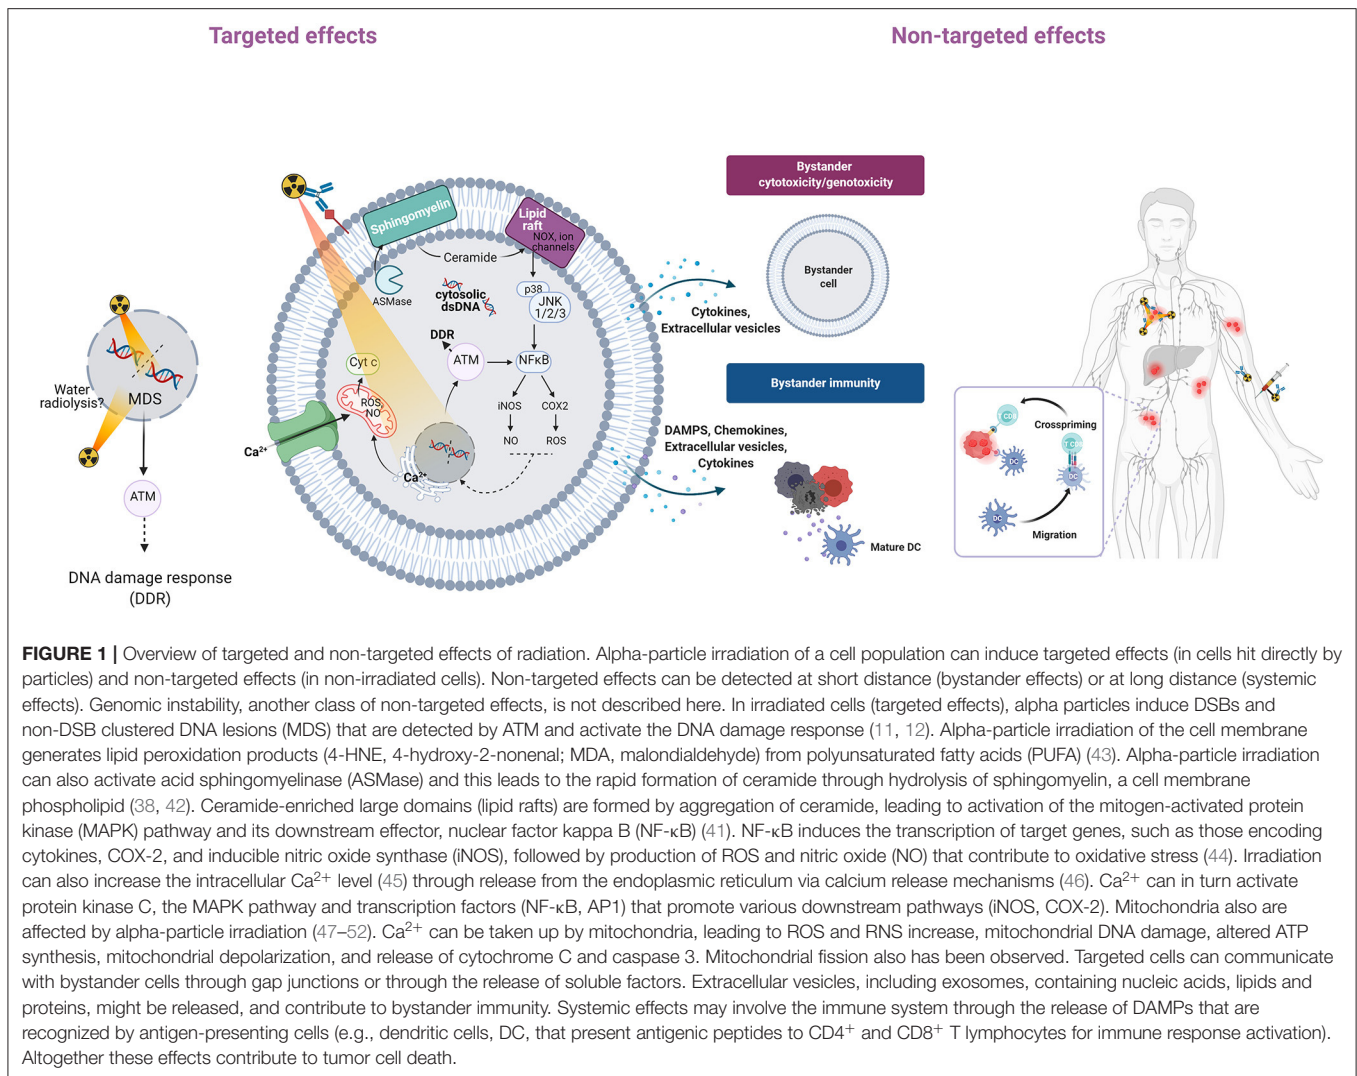 Targeted effects
Non-targeted effects
Water
radiolysis?
MDS
ATM
DNA damage response
(DDR)
Sphingomyelin
Lipid
raft
NOX, ion
channels
Ceramide
ASMase
cytosolic
dsDNA
p38
JNK
1/2/3
DDR
ATM
NFκB
Cyt c
ROS,
NO
iNOS
COX2
NO
ROS
Ca²⁺
Ca²⁺
Cytokines,
Extracellular vesicles
DAMPS, Chemokines,
Extracellular vesicles,
Cytokines
Bystander
cytotoxicity/genotoxicity
Bystander
cell
Bystander immunity
Mature DC
T CD8
Crosspriming
T CD8
DC
DC
DC
Migration
FIGURE 1 | Overview of targeted and non-targeted effects of radiation. Alpha-particle irradiation of a cell population can induce targeted effects (in cells hit directly by
particles) and non-targeted effects (in non-irradiated cells). Non-targeted effects can be detected at short distance (bystander effects) or at long distance (systemic
effects). Genomic instability, another class of non-targeted effects, is not described here. In irradiated cells (targeted effects), alpha particles induce DSBs and
non-DSB clustered DNA lesions (MDS) that are detected by ATM and activate the DNA damage response (11, 12). Alpha-particle irradiation of the cell membrane
generates lipid peroxidation products (4-HNE, 4-hydroxy-2-nonenal; MDA, malondialdehyde) from polyunsaturated fatty acids (PUFA) (43). Alpha-particle irradiation
can also activate acid sphingomyelinase (ASMase) and this leads to the rapid formation of ceramide through hydrolysis of sphingomyelin, a cell membrane
phospholipid (38, 42). Ceramide-enriched large domains (lipid rafts) are formed by aggregation of ceramide, leading to activation of the mitogen-activated protein
kinase (MAPK) pathway and its downstream effector, nuclear factor kappa B (NF-κB) (41). NF-κB induces the transcription of target genes, such as those encoding
cytokines, COX-2, and inducible nitric oxide synthase (iNOS), followed by production of ROS and nitric oxide (NO) that contribute to oxidative stress (44). Irradiation
can also increase the intracellular Ca²⁺ level (45) through release from the endoplasmic reticulum via calcium release mechanisms (46). Ca²⁺ can in turn activate
protein kinase C, the MAPK pathway and transcription factors (NF-κB, AP1) that promote various downstream pathways (iNOS, COX-2). Mitochondria also are
affected by alpha-particle irradiation (47–52). Ca²⁺ can be taken up by mitochondria, leading to ROS and RNS increase, mitochondrial DNA damage, altered ATP
synthesis, mitochondrial depolarization, and release of cytochrome C and caspase 3. Mitochondrial fission also has been observed. Targeted cells can communicate
with bystander cells through gap junctions or through the release of soluble factors. Extracellular vesicles, including exosomes, containing nucleic acids, lipids and
proteins, might be released, and contribute to bystander immunity. Systemic effects may involve the immune system through the release of DAMPs that are
recognized by antigen-presenting cells (e.g., dendritic cells, DC, that present antigenic peptides to CD4⁺ and CD8⁺ T lymphocytes for immune response activation).
Altogether these effects contribute to tumor cell death.